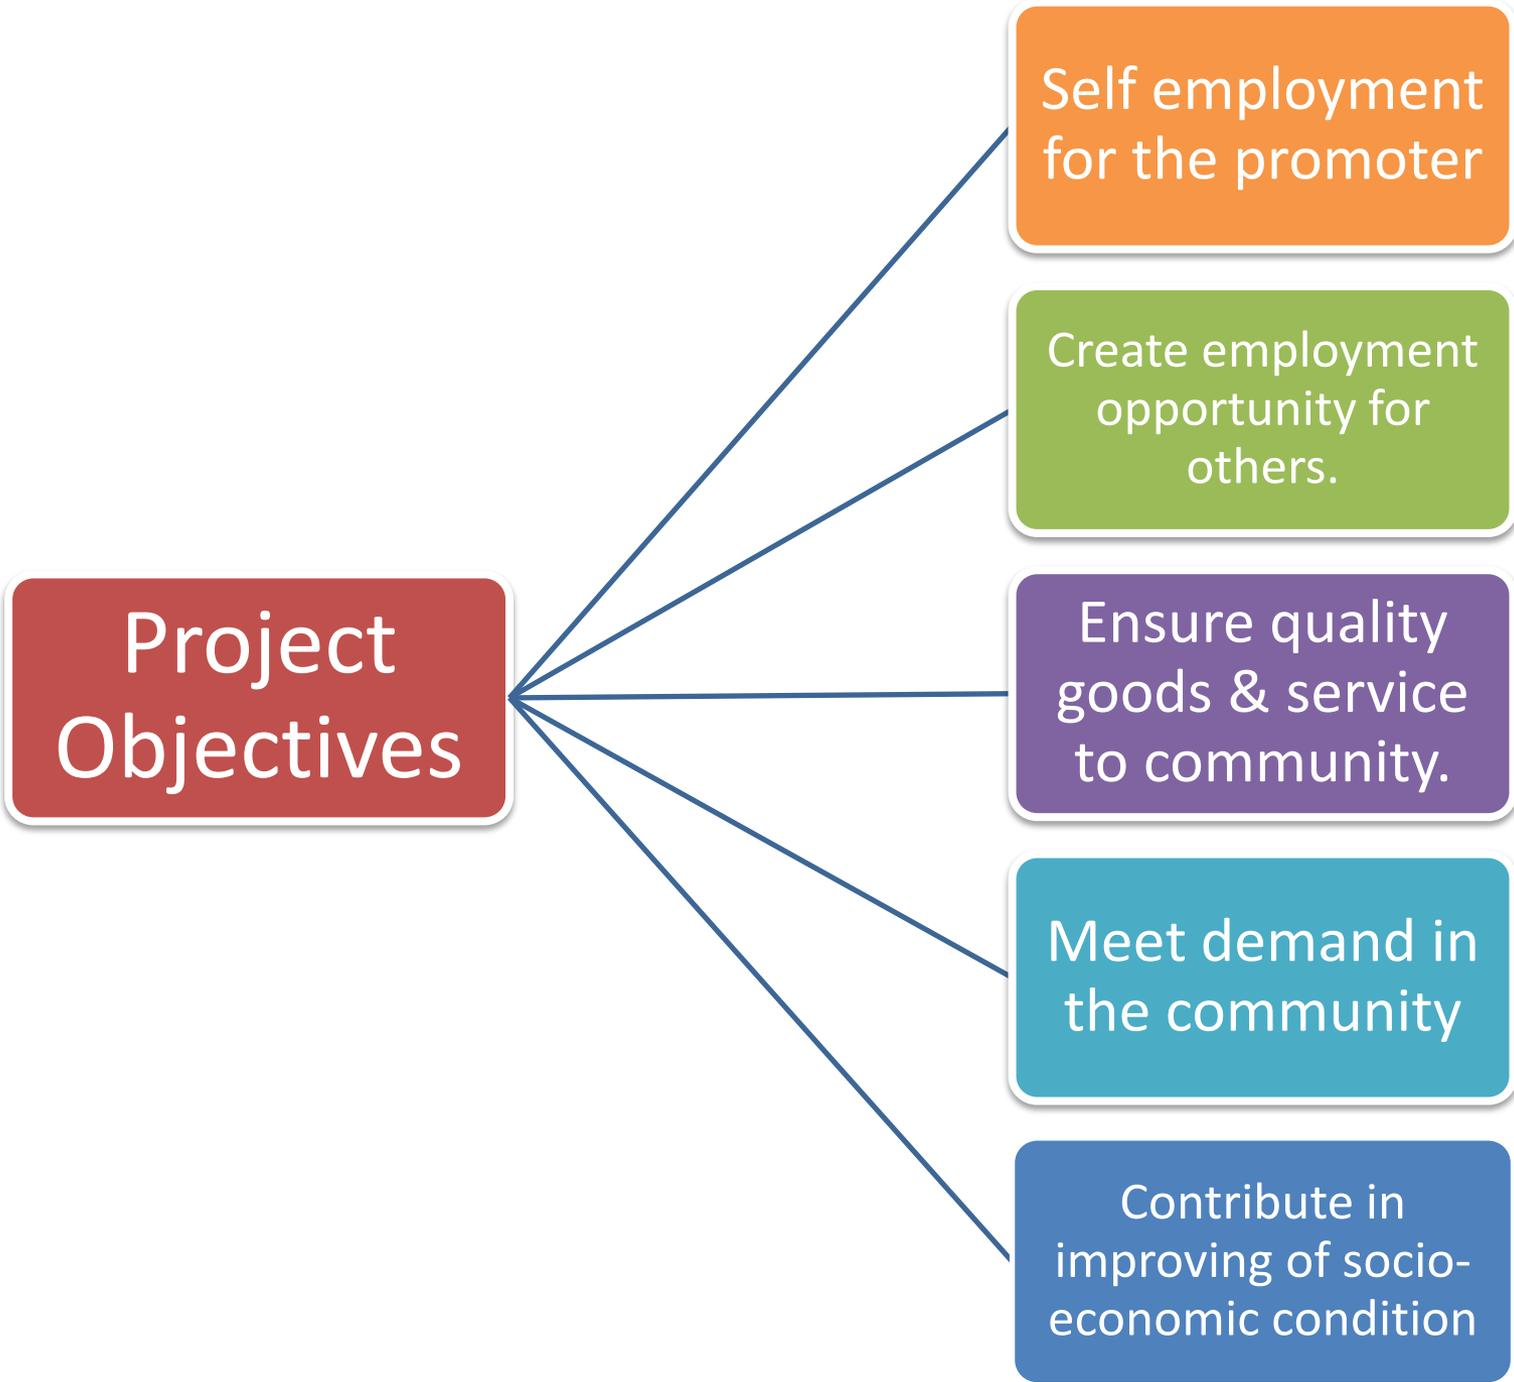 Project
Objectives
Self employment
for the promoter
Create employment
opportunity for
others.
Ensure quality
goods & service
to community.
Meet demand in
the community
Contribute in
improving of socio-
economic condition